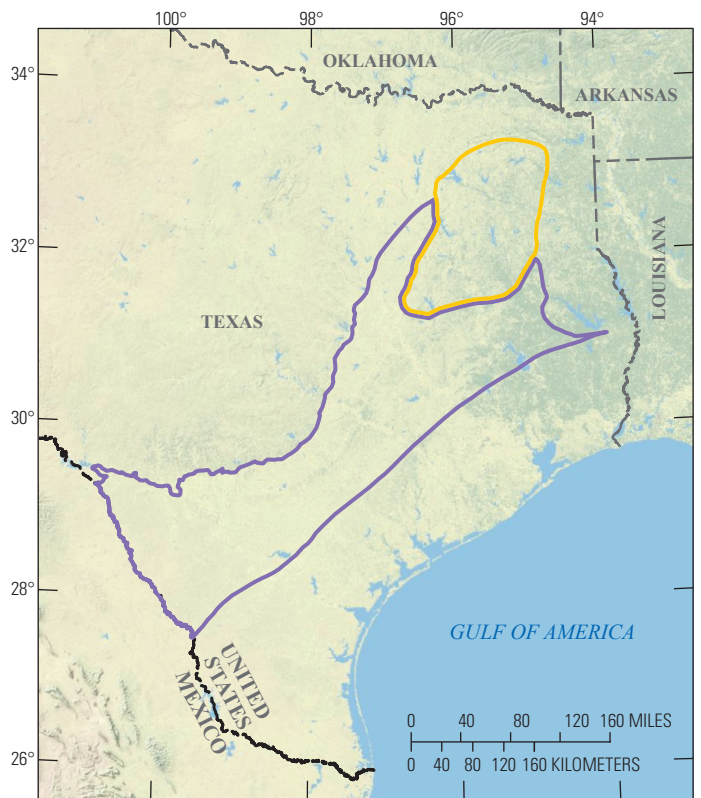 100° 98° 96° 94°
34°
OKLAHOMA
ARKANSAS
32°
LOUISIANA
TEXAS
30°
28°
GULF OF AMERICA
UNITED
STATES
MEXICO
0 40 80 120 160 MILES
26°
0 40 80 120 160 KILOMETERS